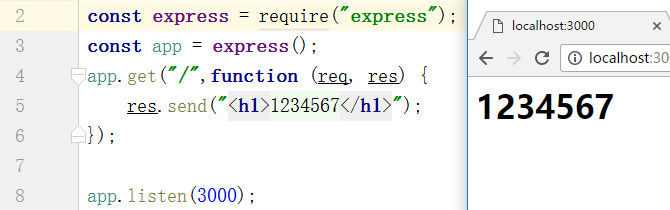 2 const express = require("express");
3 const app = express();
4 app.get("/",function (req, res) {
5 res.send("<h1>1234567</h1>");
6 });
7
8 app.listen(3000);
localhost:3000
localhost:3000
1234567